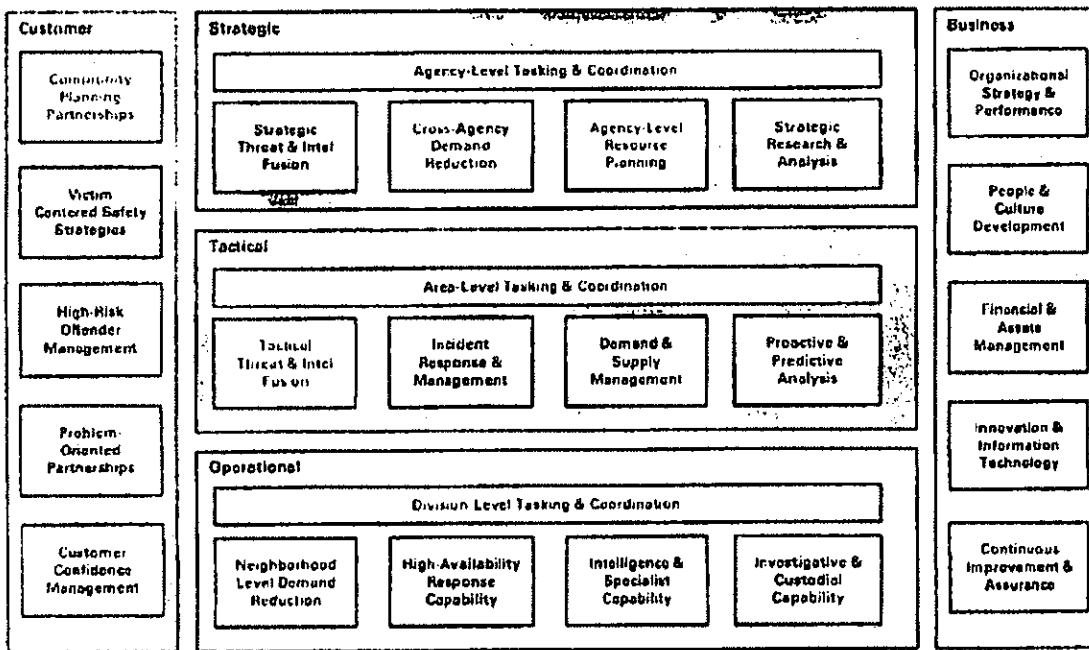 Customer
Community
Planning
Partnerships
Victim
Centered Safety
Strategies
High-Risk
Offender
Management
Problem-
Oriented
Partnerships
Customer
Confidence
Management
Strategic
Agency-Level Tasking & Coordination
Strategic
Threat & Intel
Fusion
Cross-Agency
Demand
Reduction
Agency-Level
Resource
Planning
Strategic
Research &
Analysis
Tactical
Area-Level Tasking & Coordination
Tactical
Threat & Intel
Fusion
Incident
Response &
Management
Demand &
Supply
Management
Proactive &
Predictive
Analysis
Operational
Division-Level Tasking & Coordination
Neighborhood
Level Demand
Reduction
High-Availability
Response
Capability
Intelligence &
Specialist
Capability
Investigative &
Custodial
Capability
Business
Organizational
Strategy &
Performance
People &
Culture
Development
Financial &
Assets
Management
Innovation &
Information
Technology
Continuous
Improvement
& Assurance